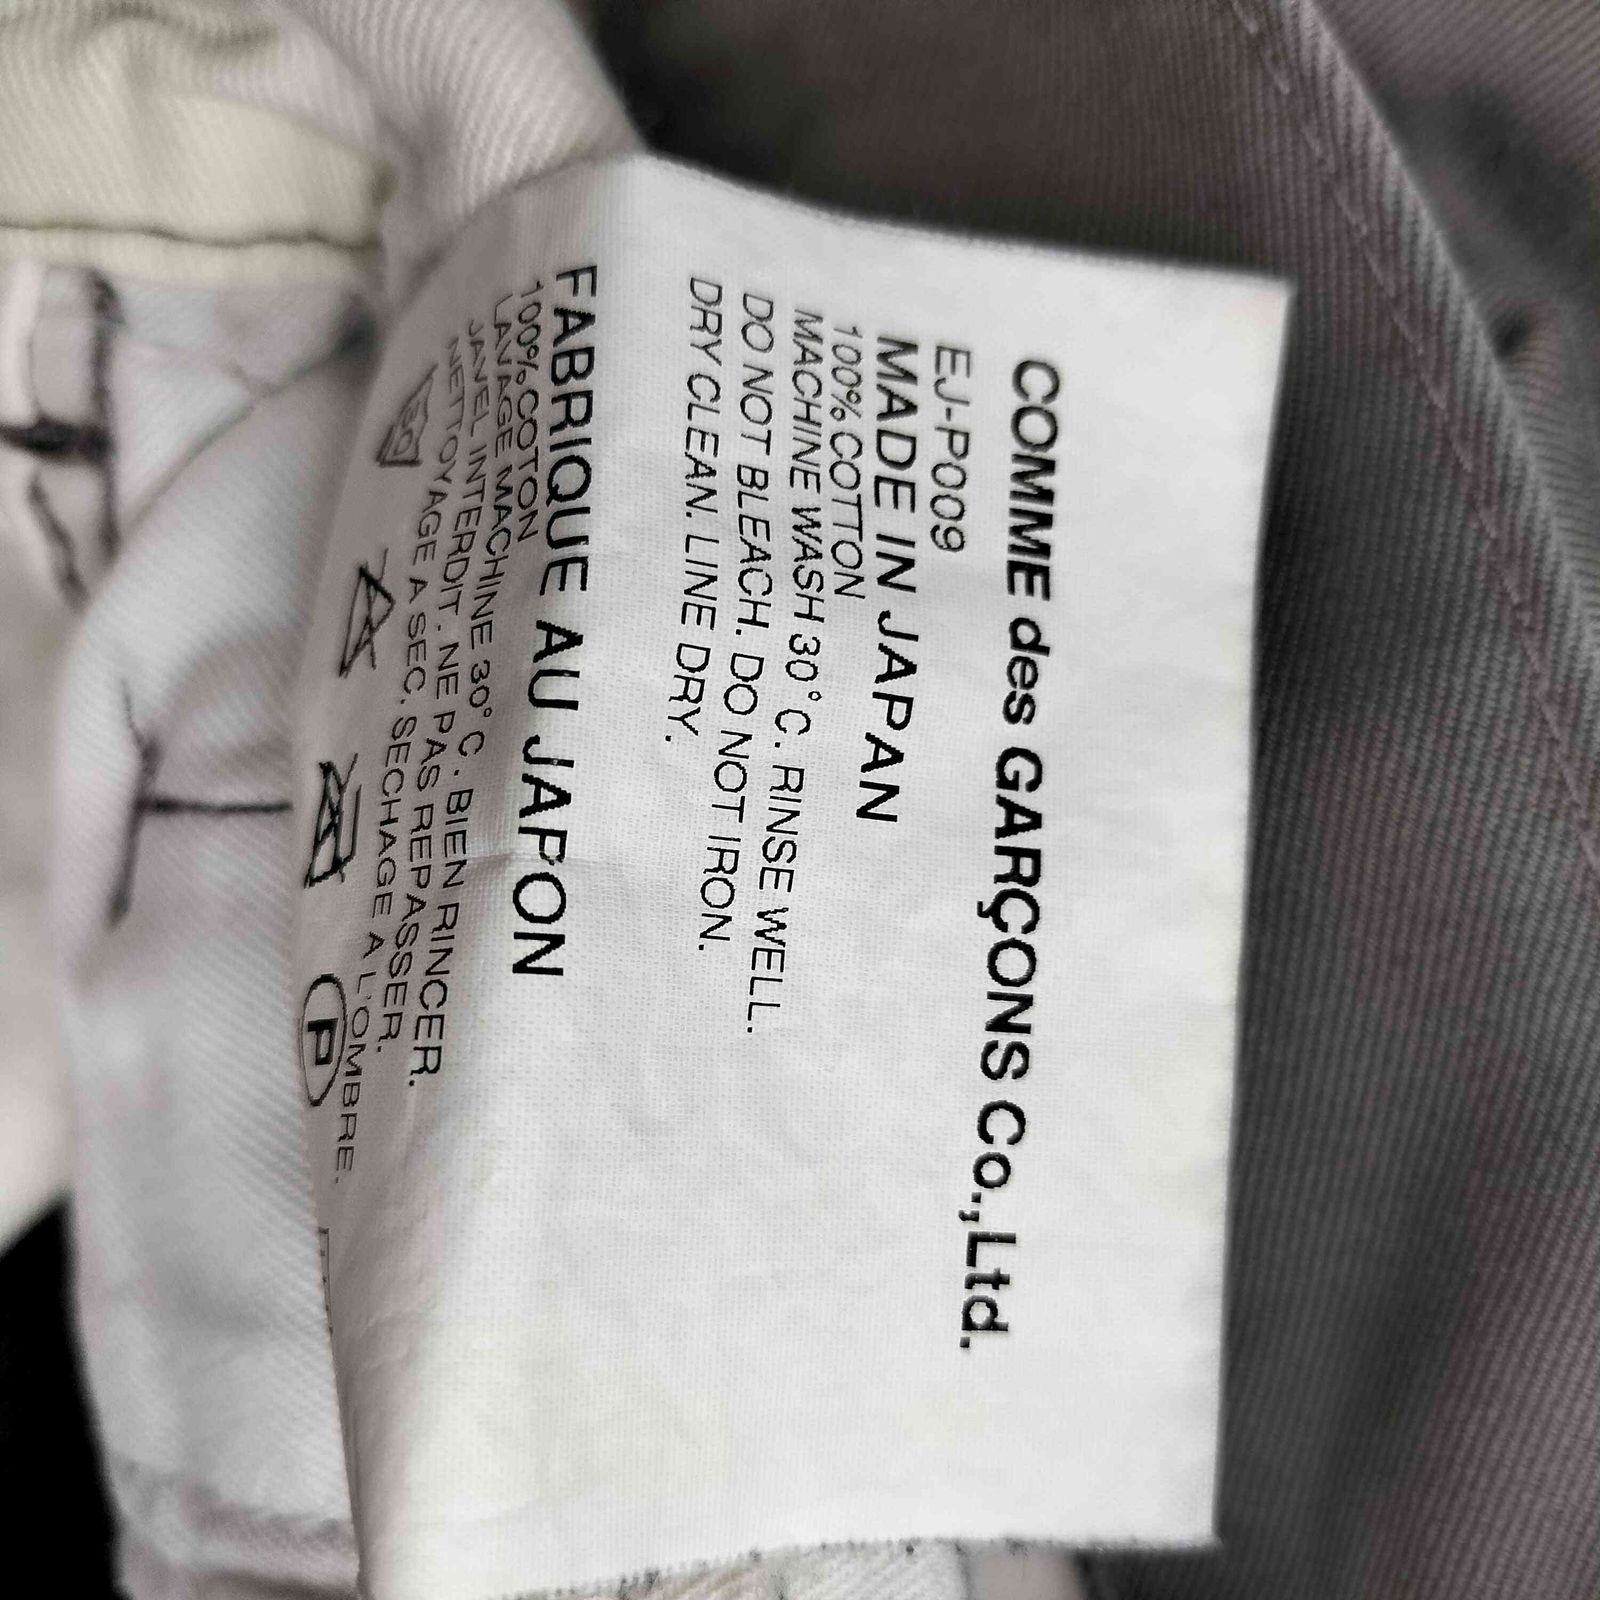 COMME des GARÇONS Co.,Ltd.
EJ-P009
MADE IN JAPAN
100% COTTON
MACHINE WASH 30°C. RINSE WELL.
DO NOT BLEACH. DO NOT IRON.
DRY CLEAN. LINE DRY.
FABRIQUE AU JAPON
100% COTON
LAVAGE MACHINE 30°C. BIEN RINCER.
JAVEL INTERDIT. NE PAS REPASSER.
NETTOYAGE A SEC. SECHAGE A L'OMBRE.
P